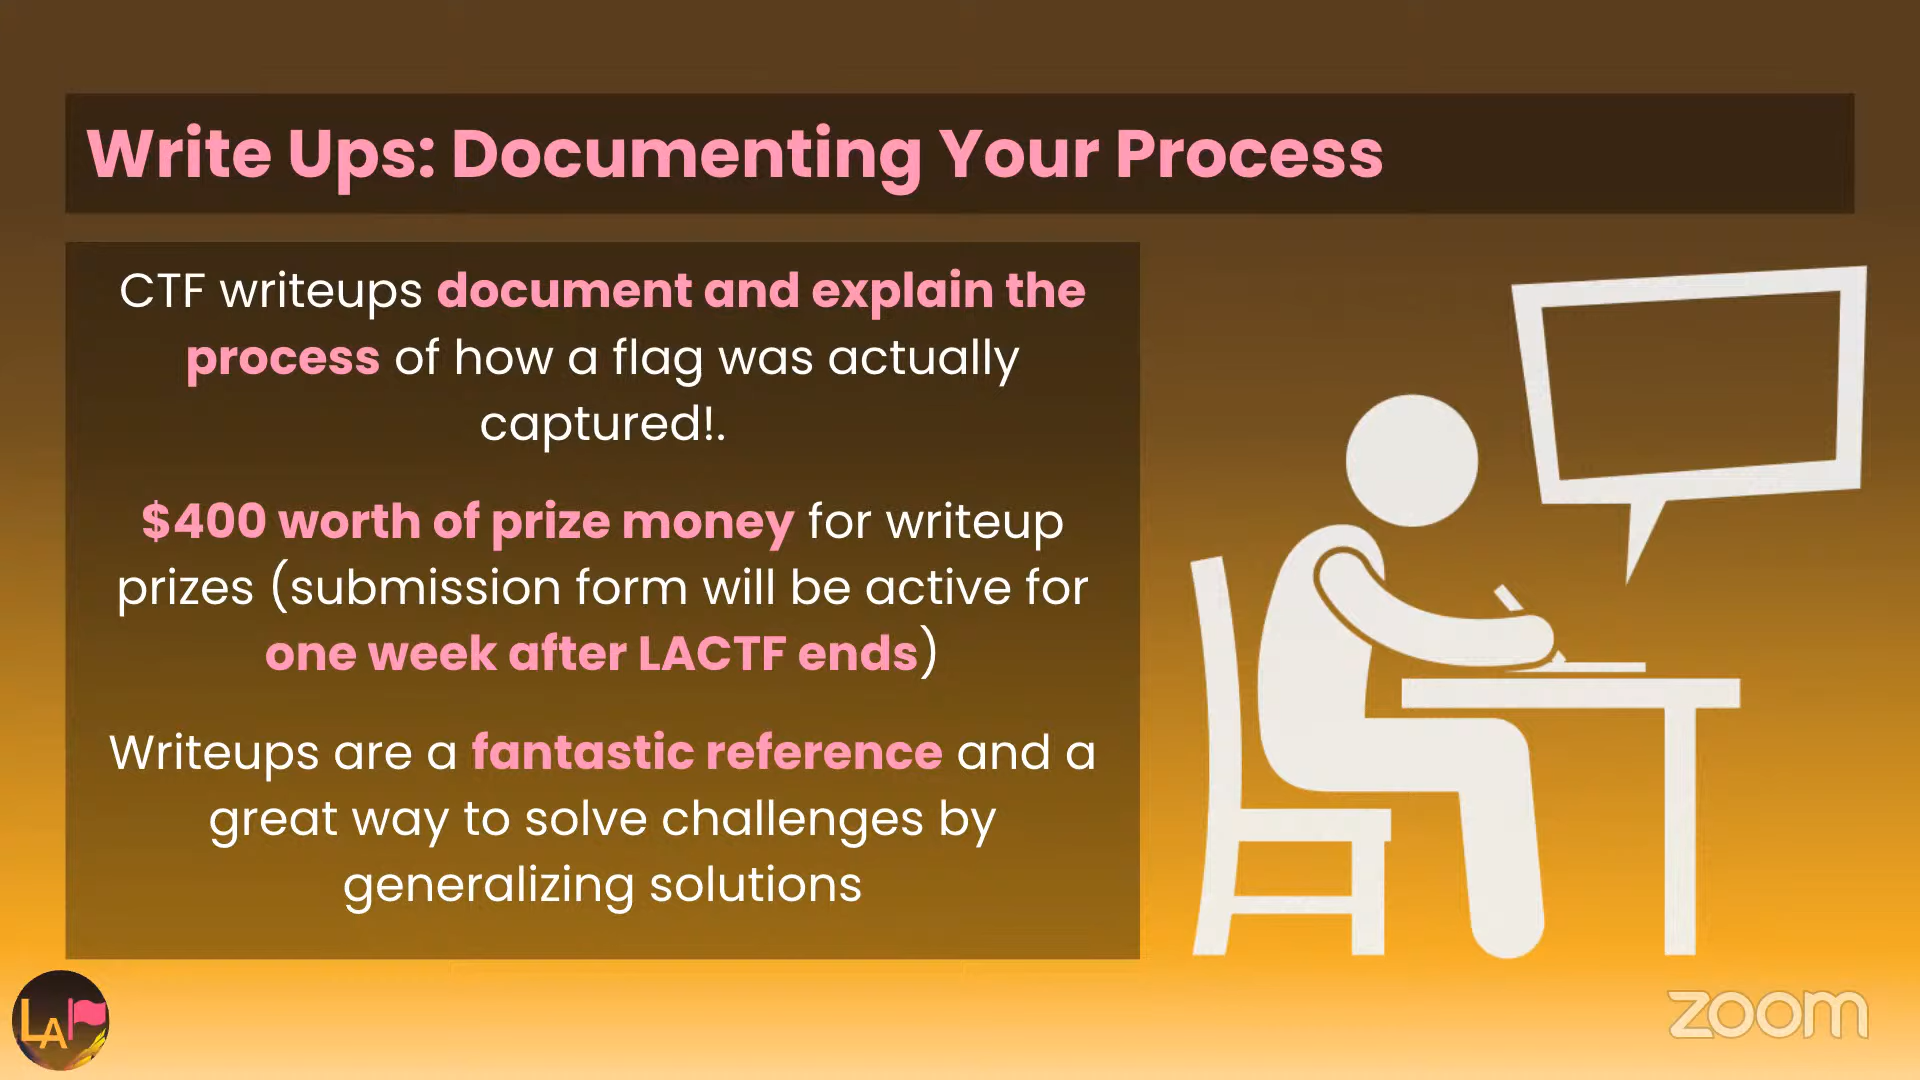 Write Ups: Documenting Your Process
CTF writeups document and explain the
process of how a flag was actually
captured!.
$400 worth of prize money for writeup
prizes (submission form will be active for
one week after LACTF ends)
Writeups are a fantastic reference and a
great way to solve challenges by
generalizing solutions
LA
zoom